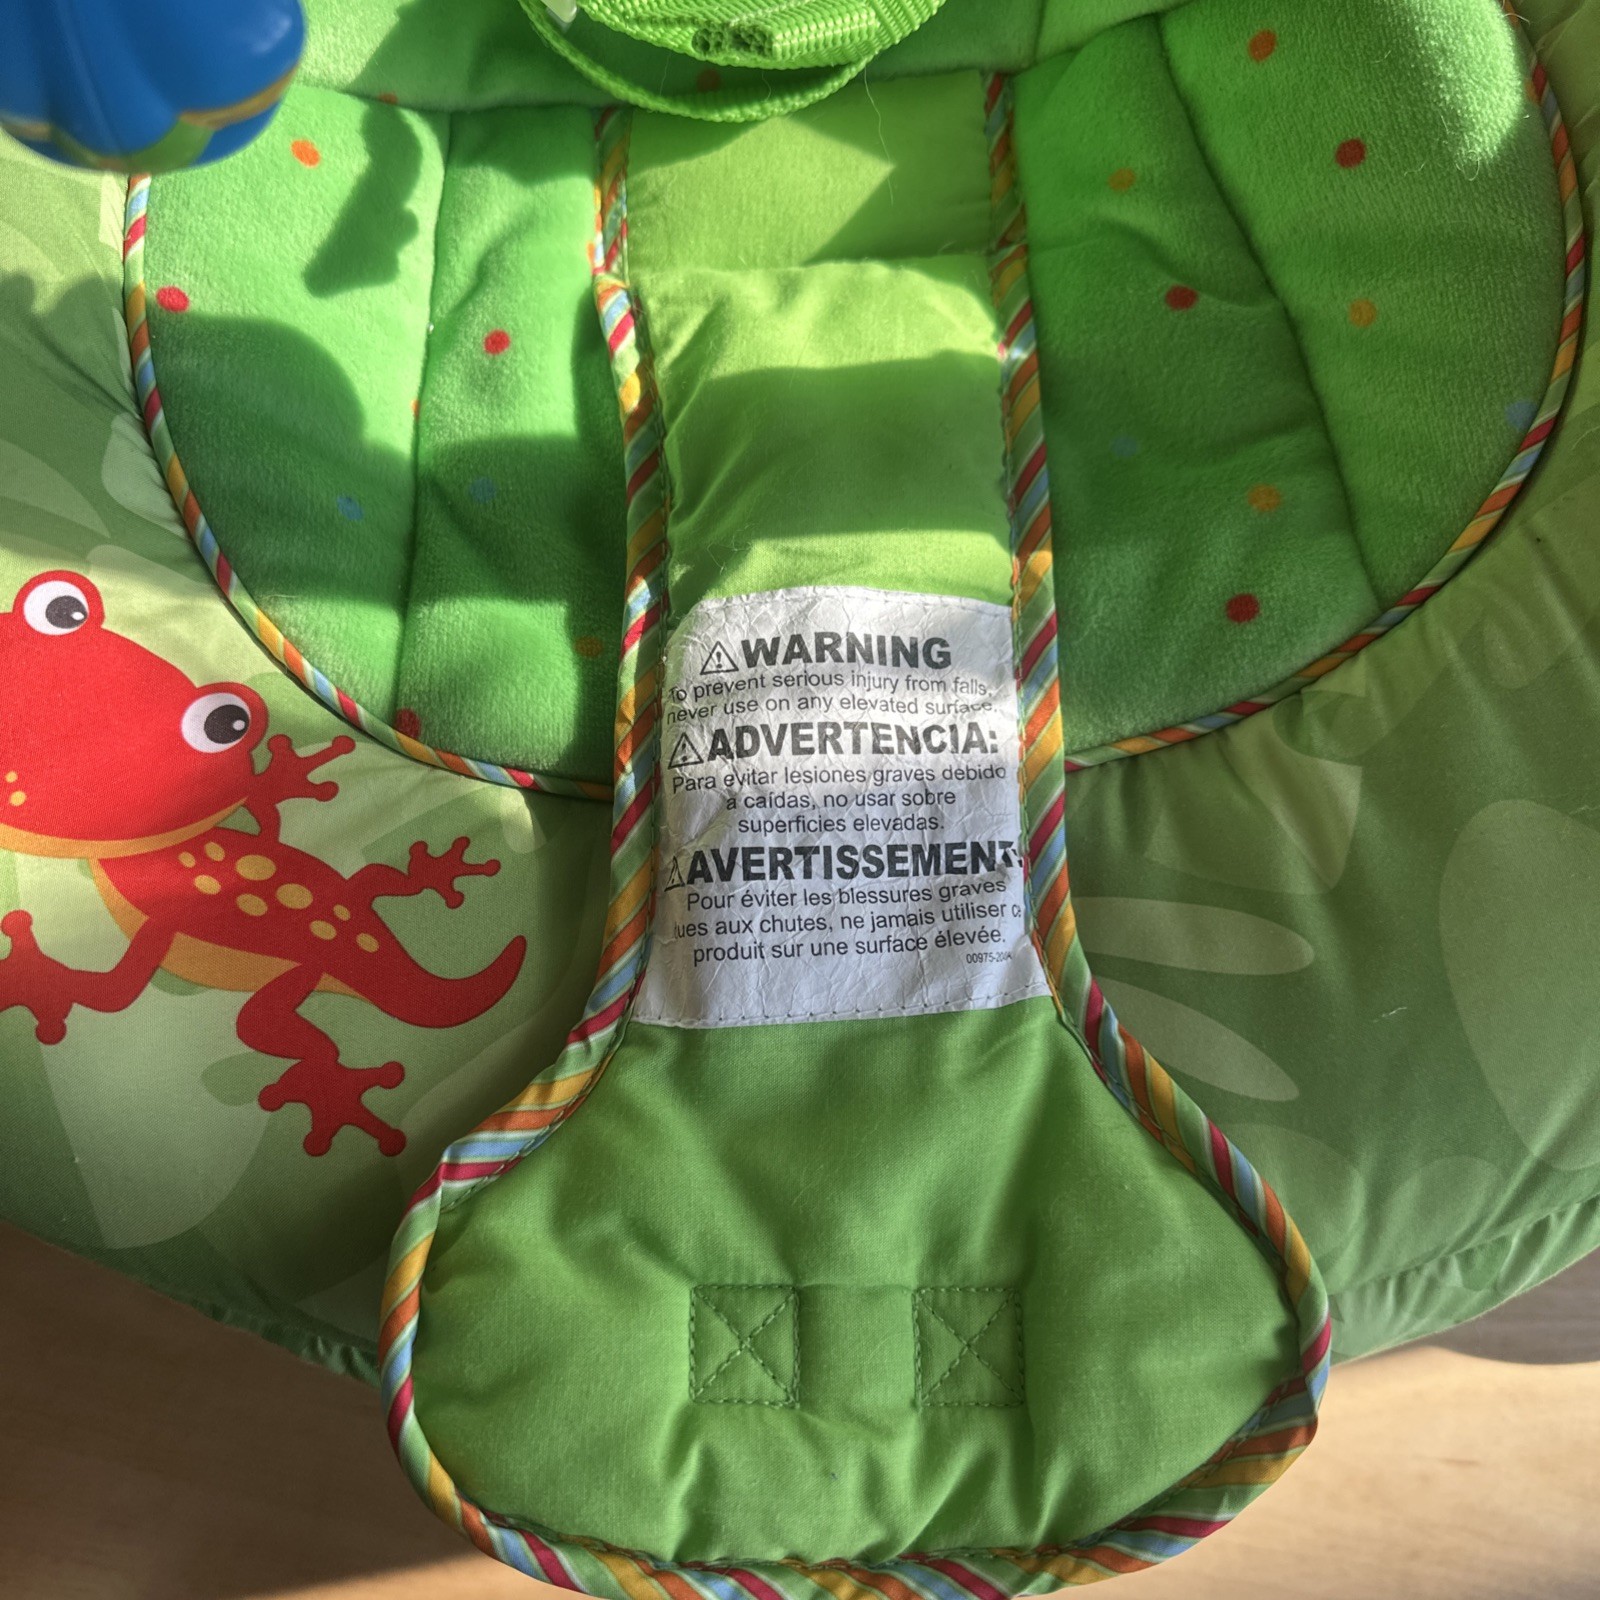 WARNING
To prevent serious injury from falls,
never use on any elevated surface.
ADVERTENCIA:
Para evitar lesiones graves debido
a caídas, no usar sobre
superficies elevadas.
AVERTISSEMENT:
Pour éviter les blessures graves
aux chutes, ne jamais utiliser
produit sur une surface élevée.